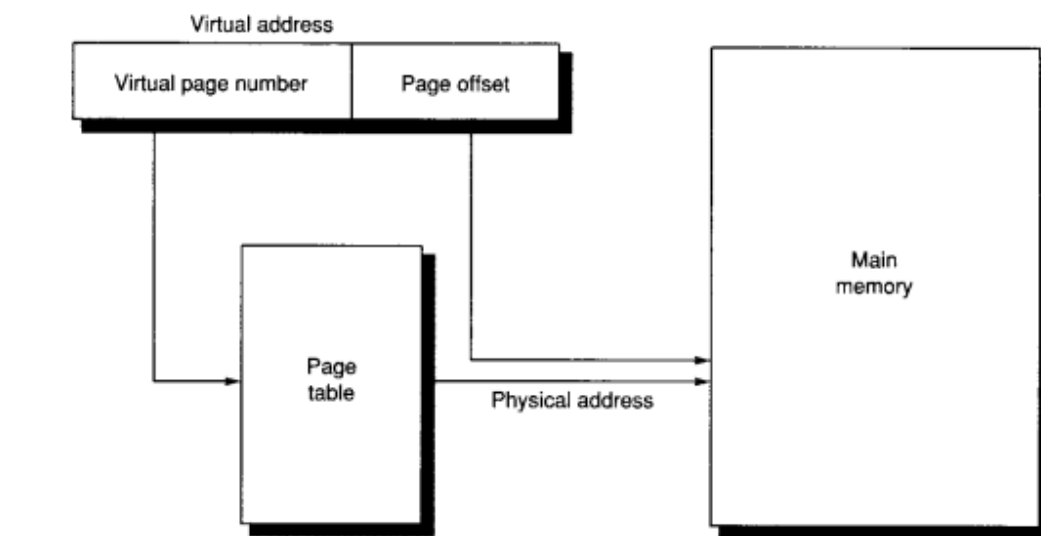 Virtual address
Virtual page number
Page offset
Page
table
Main
memory
Physical address